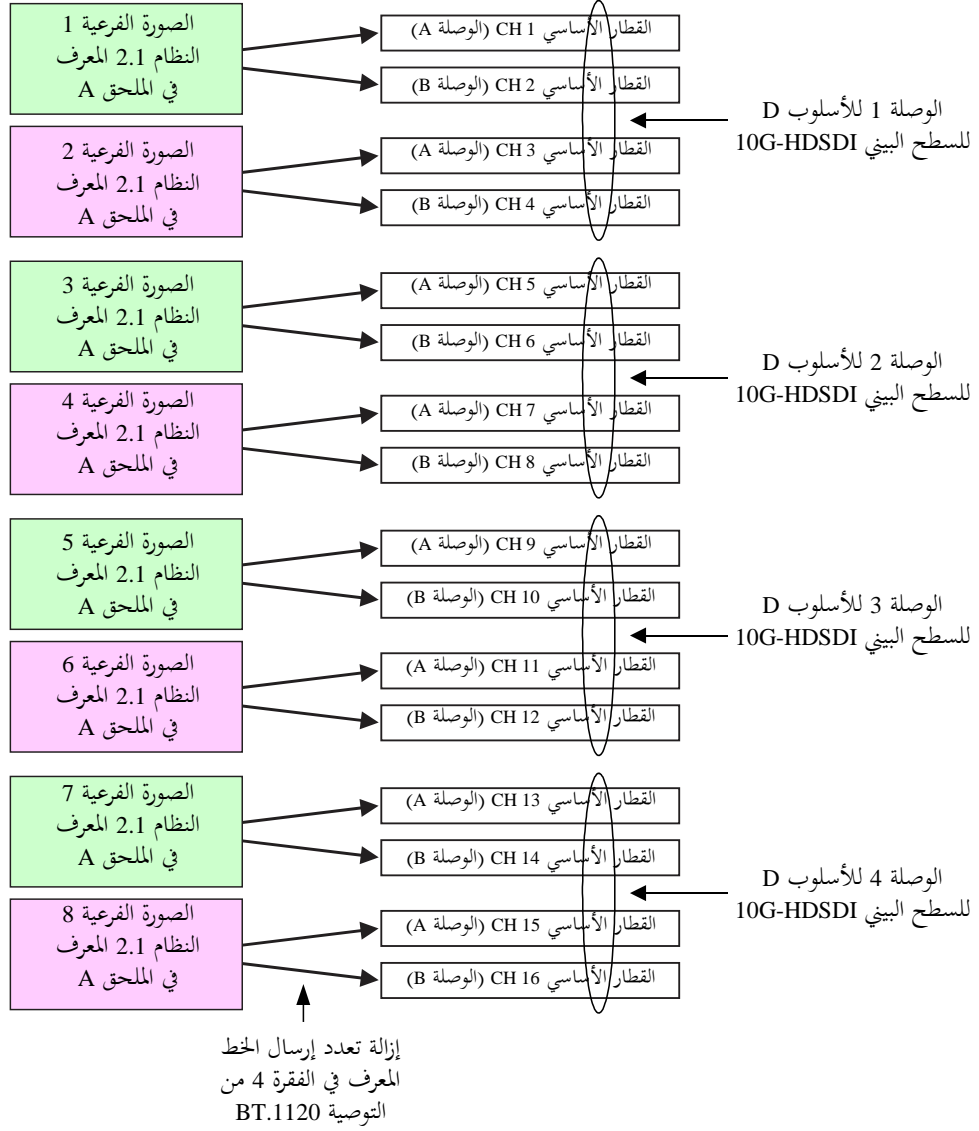 الصورة الفرعية 1
النظام 2.1 المعرف
في الملحق A
القطار الأساسي CH 1 (الوصلة A)
القطار الأساسي CH 2 (الوصلة B)
الصورة الفرعية 2
النظام 2.1 المعرف
في الملحق A
القطار الأساسي CH 3 (الوصلة A)
القطار الأساسي CH 4 (الوصلة B)
الوصلة 1 للأسلوب D
للسطح البيني 10G-HDSDI
الصورة الفرعية 3
النظام 2.1 المعرف
في الملحق A
القطار الأساسي CH 5 (الوصلة A)
القطار الأساسي CH 6 (الوصلة B)
الصورة الفرعية 4
النظام 2.1 المعرف
في الملحق A
القطار الأساسي CH 7 (الوصلة A)
القطار الأساسي CH 8 (الوصلة B)
الوصلة 2 للأسلوب D
للسطح البيني 10G-HDSDI
الصورة الفرعية 5
النظام 2.1 المعرف
في الملحق A
القطار الأساسي CH 9 (الوصلة A)
القطار الأساسي CH 10 (الوصلة B)
الصورة الفرعية 6
النظام 2.1 المعرف
في الملحق A
القطار الأساسي CH 11 (الوصلة A)
القطار الأساسي CH 12 (الوصلة B)
الوصلة 3 للأسلوب D
للسطح البيني 10G-HDSDI
الصورة الفرعية 7
النظام 2.1 المعرف
في الملحق A
القطار الأساسي CH 13 (الوصلة A)
القطار الأساسي CH 14 (الوصلة B)
الصورة الفرعية 8
النظام 2.1 المعرف
في الملحق A
القطار الأساسي CH 15 (الوصلة A)
القطار الأساسي CH 16 (الوصلة B)
الوصلة 4 للأسلوب D
للسطح البيني 10G-HDSDI
إزالة تعدد إرسال الخط
المعرف في الفقرة 4 من
التوصية BT.1120